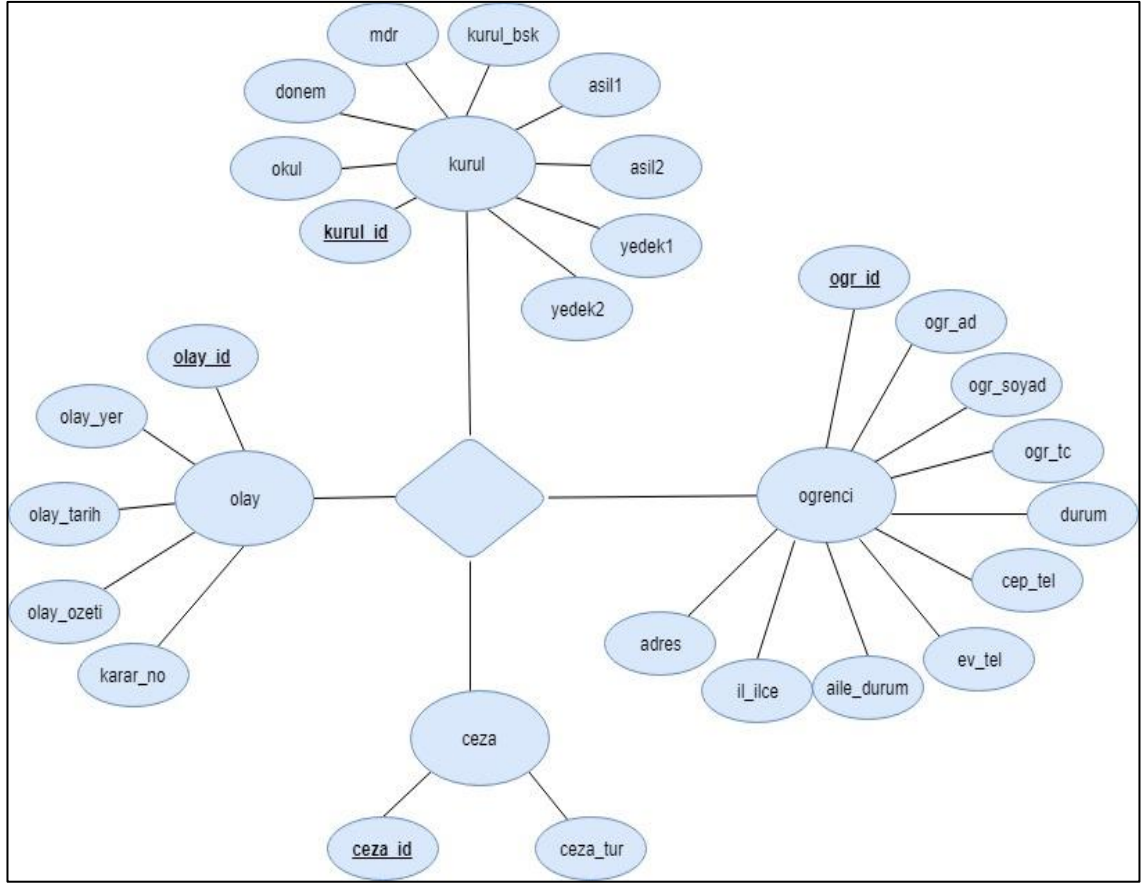 mdr
kurul_bsk
donem
asil1
okul
kurul
asil2
kurul_id
yedek1
yedek2
ogr_id
olay_id
ogr_ad
olay_yer
ogr_soyad
ogr_tc
olay_tarih
olay
ogrenci
durum
olay_ozeti
cep_tel
karar_no
adres
ev_tel
il_ilce
aile_durum
ceza
ceza_id
ceza_tur